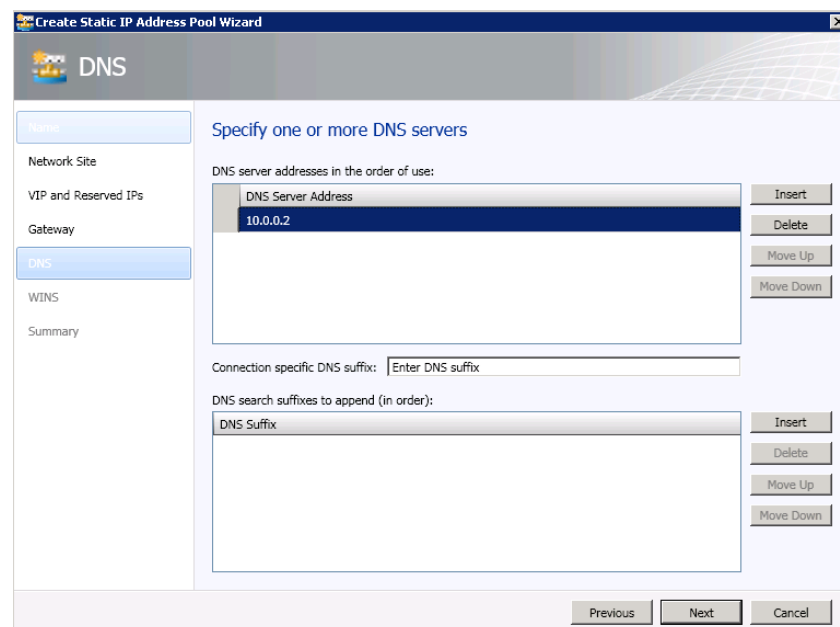 Create Static IP Address Pool Wizard
DNS
Name
Network Site
VIP and Reserved IPs
Gateway
DNS
WINS
Summary
Specify one or more DNS servers
DNS server addresses in the order of use:
DNS Server Address
10.0.0.2
Insert
Delete
Move Up
Move Down
Connection specific DNS suffix: Enter DNS suffix
DNS search suffixes to append (in order):
DNS Suffix
Insert
Delete
Move Up
Move Down
Previous Next Cancel